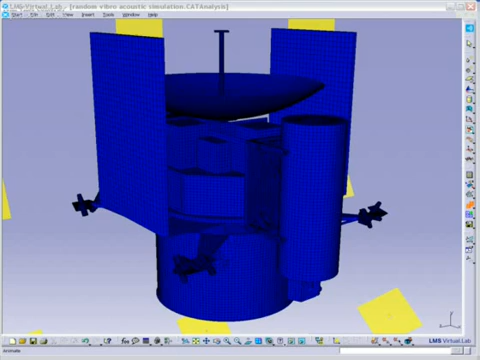 LMS Virtual.Lab - [random vibro acoustic simulation.CATAnalysis]
Start File Edit View Insert Tools Window Help
LMS Virtual.Lab
Animate